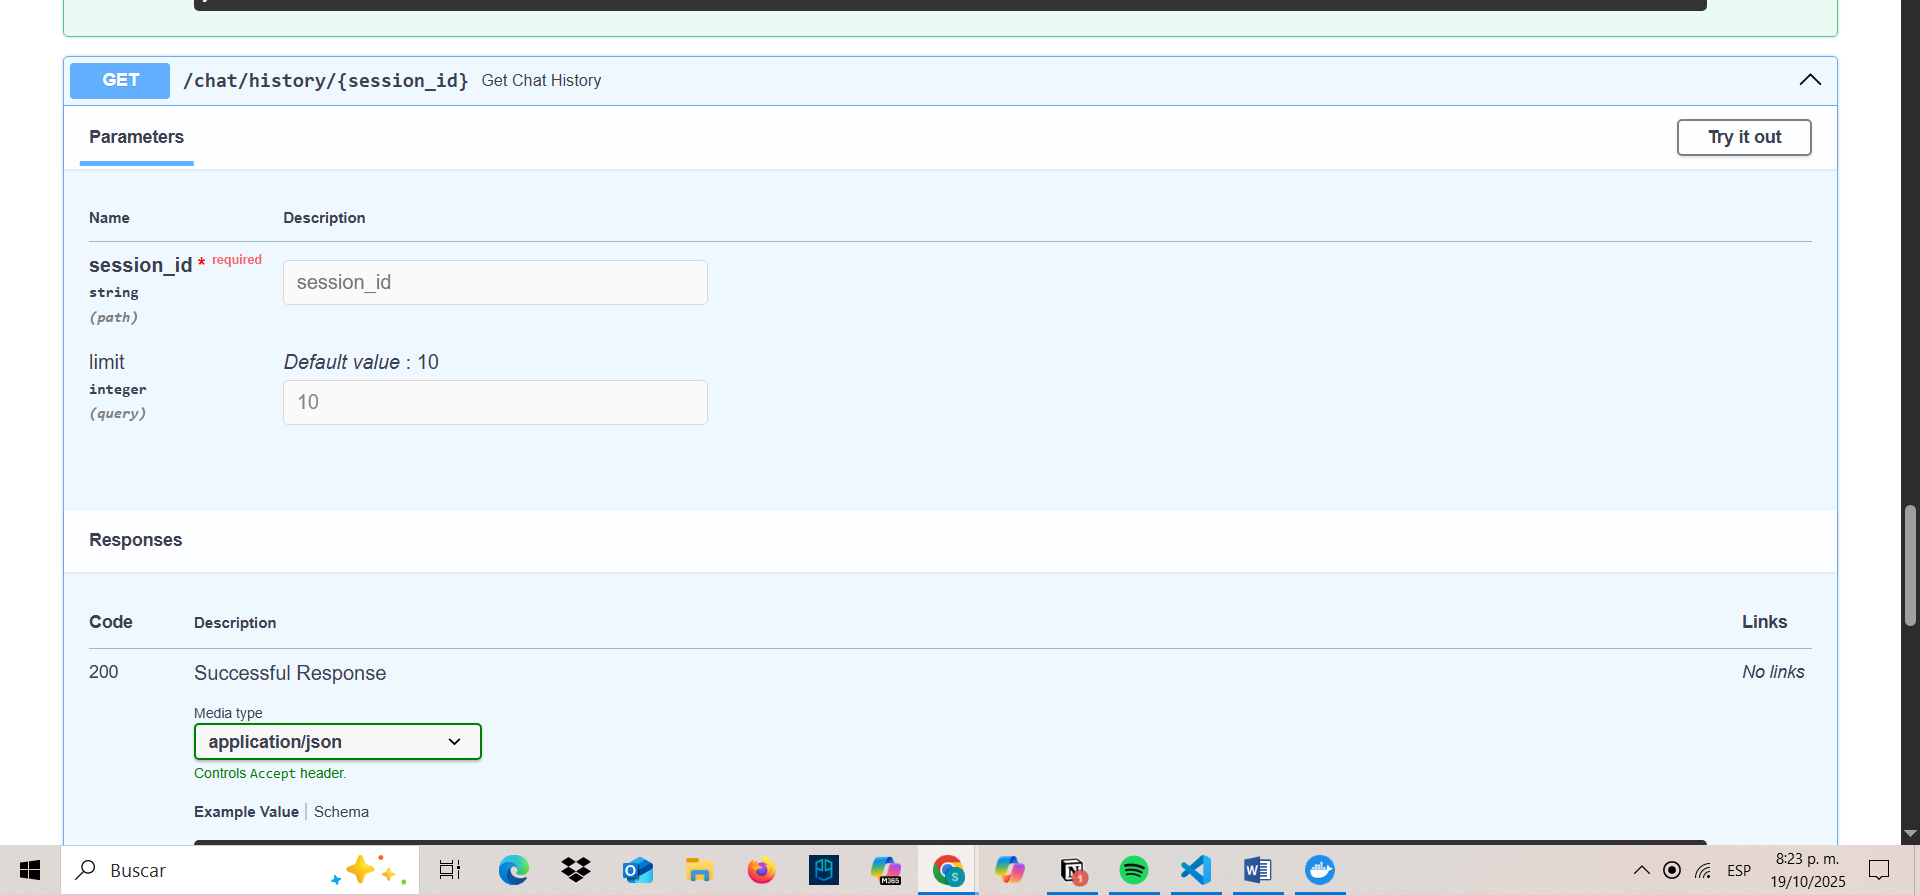 GET /chat/history/{session_id} Get Chat History
Parameters
Try it out
Name Description
session_id * required
string
(path)
session_id
limit
integer
(query)
Default value : 10
10
Responses
Code Description Links
200 Successful Response No links
Media type
application/json
Controls Accept header.
Example Value | Schema
Buscar
M365
S
1
ESP
8:23 p. m.
19/10/2025